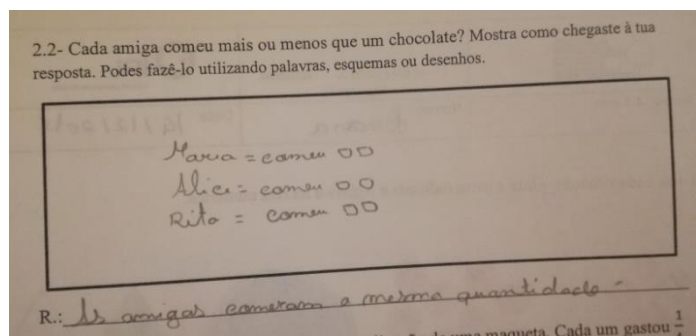 2.2- Cada amiga comeu mais ou menos que um chocolate? Mostra como chegaste à tua
resposta. Podes fazê-lo utilizando palavras, esquemas ou desenhos.
Maria = comeu
Alice = comeu
Rita = comeu
R.: As amigas comeram a mesma quantidade.
maqueta. Cada um gastou 1